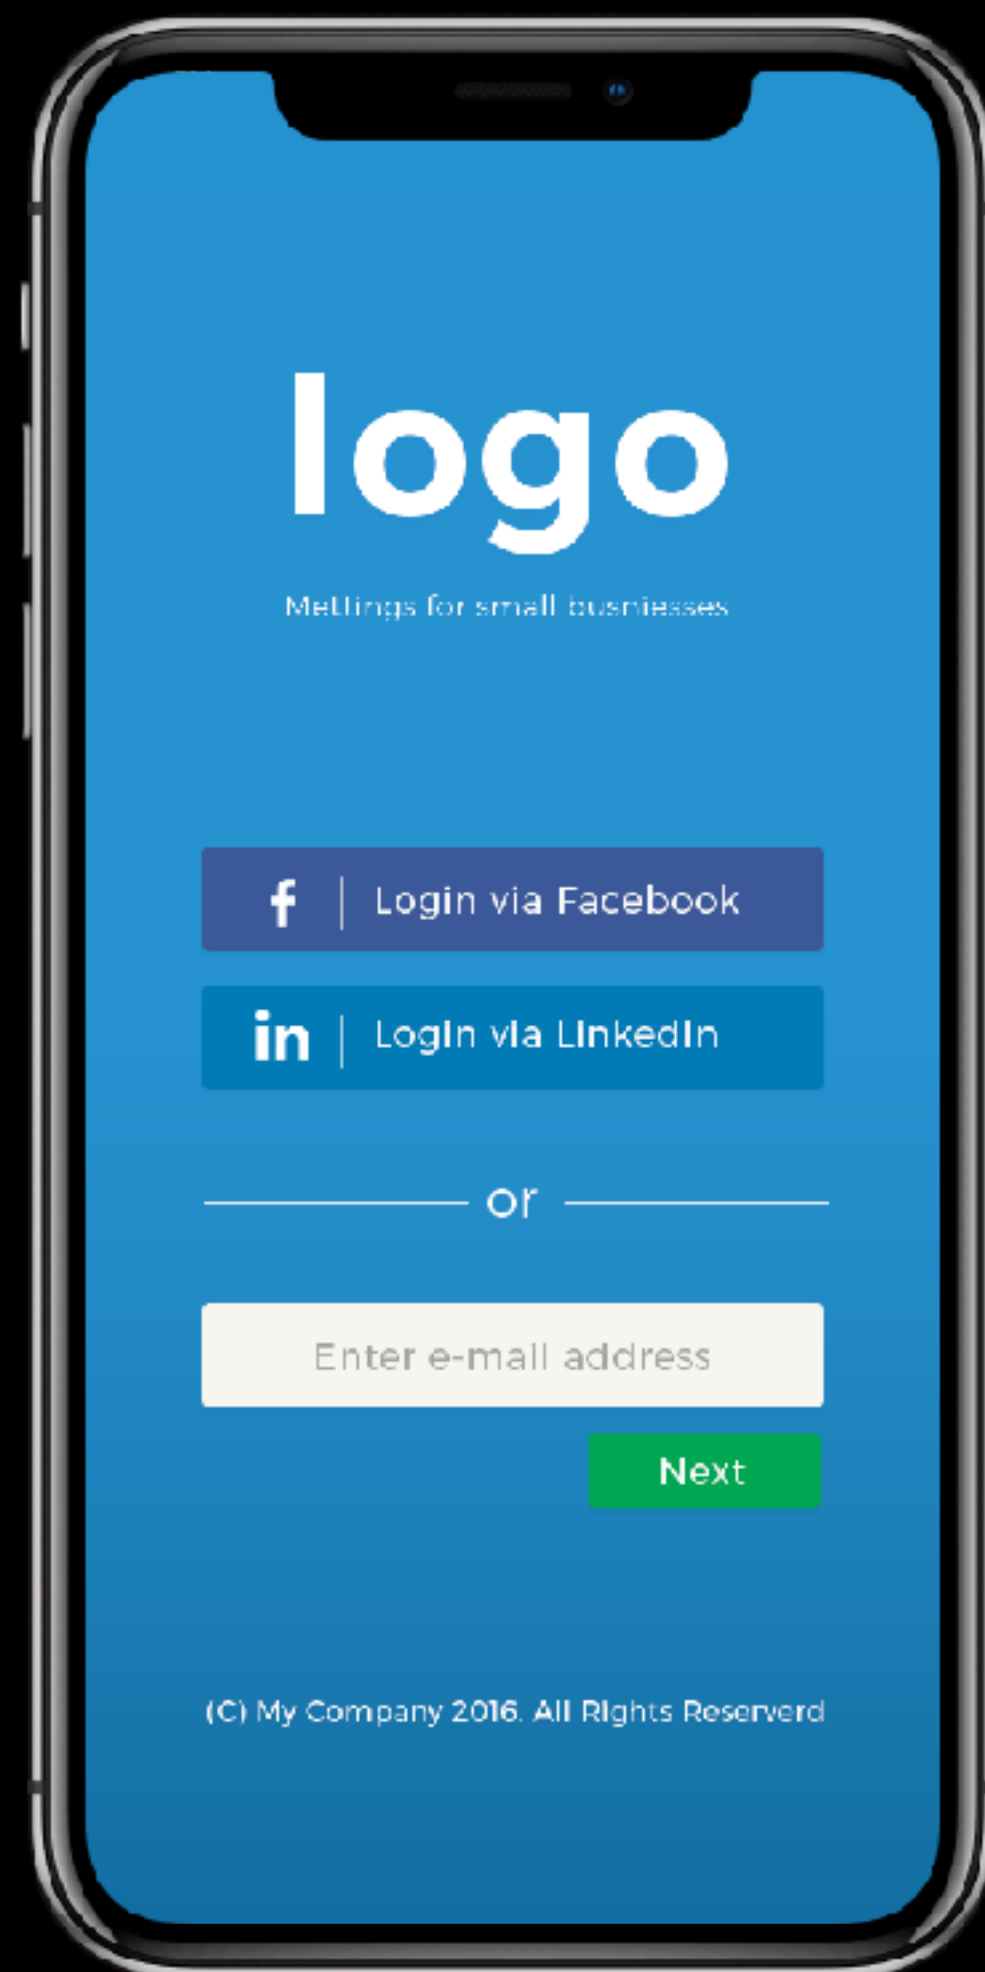 logo
Mettings for small busniesses
f | Login via Facebook
in | Login via LinkedIn
or
Enter e-mail address
Next
(C) My Company 2016. All Rights Reserverd